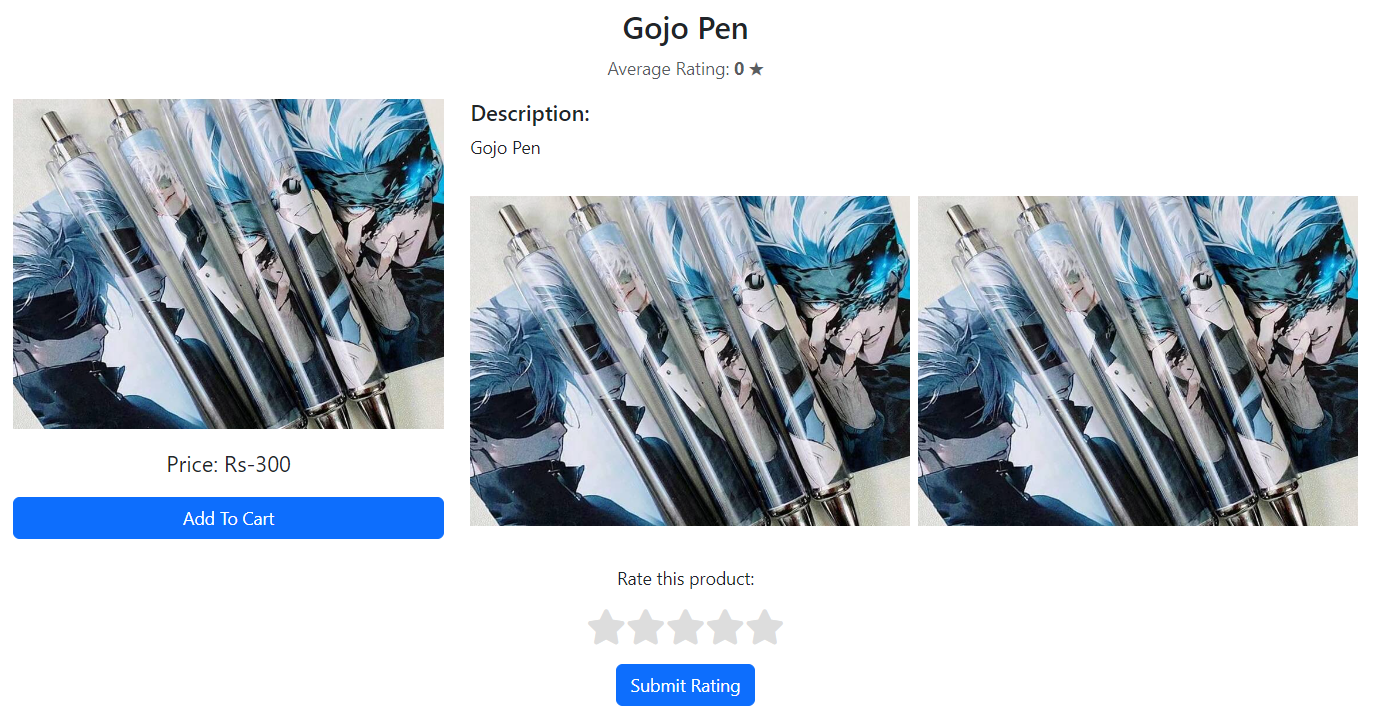 Gojo Pen
Average Rating: 0 ★
Description:
Gojo Pen
Price: Rs-300
Add To Cart
Rate this product:
Submit Rating